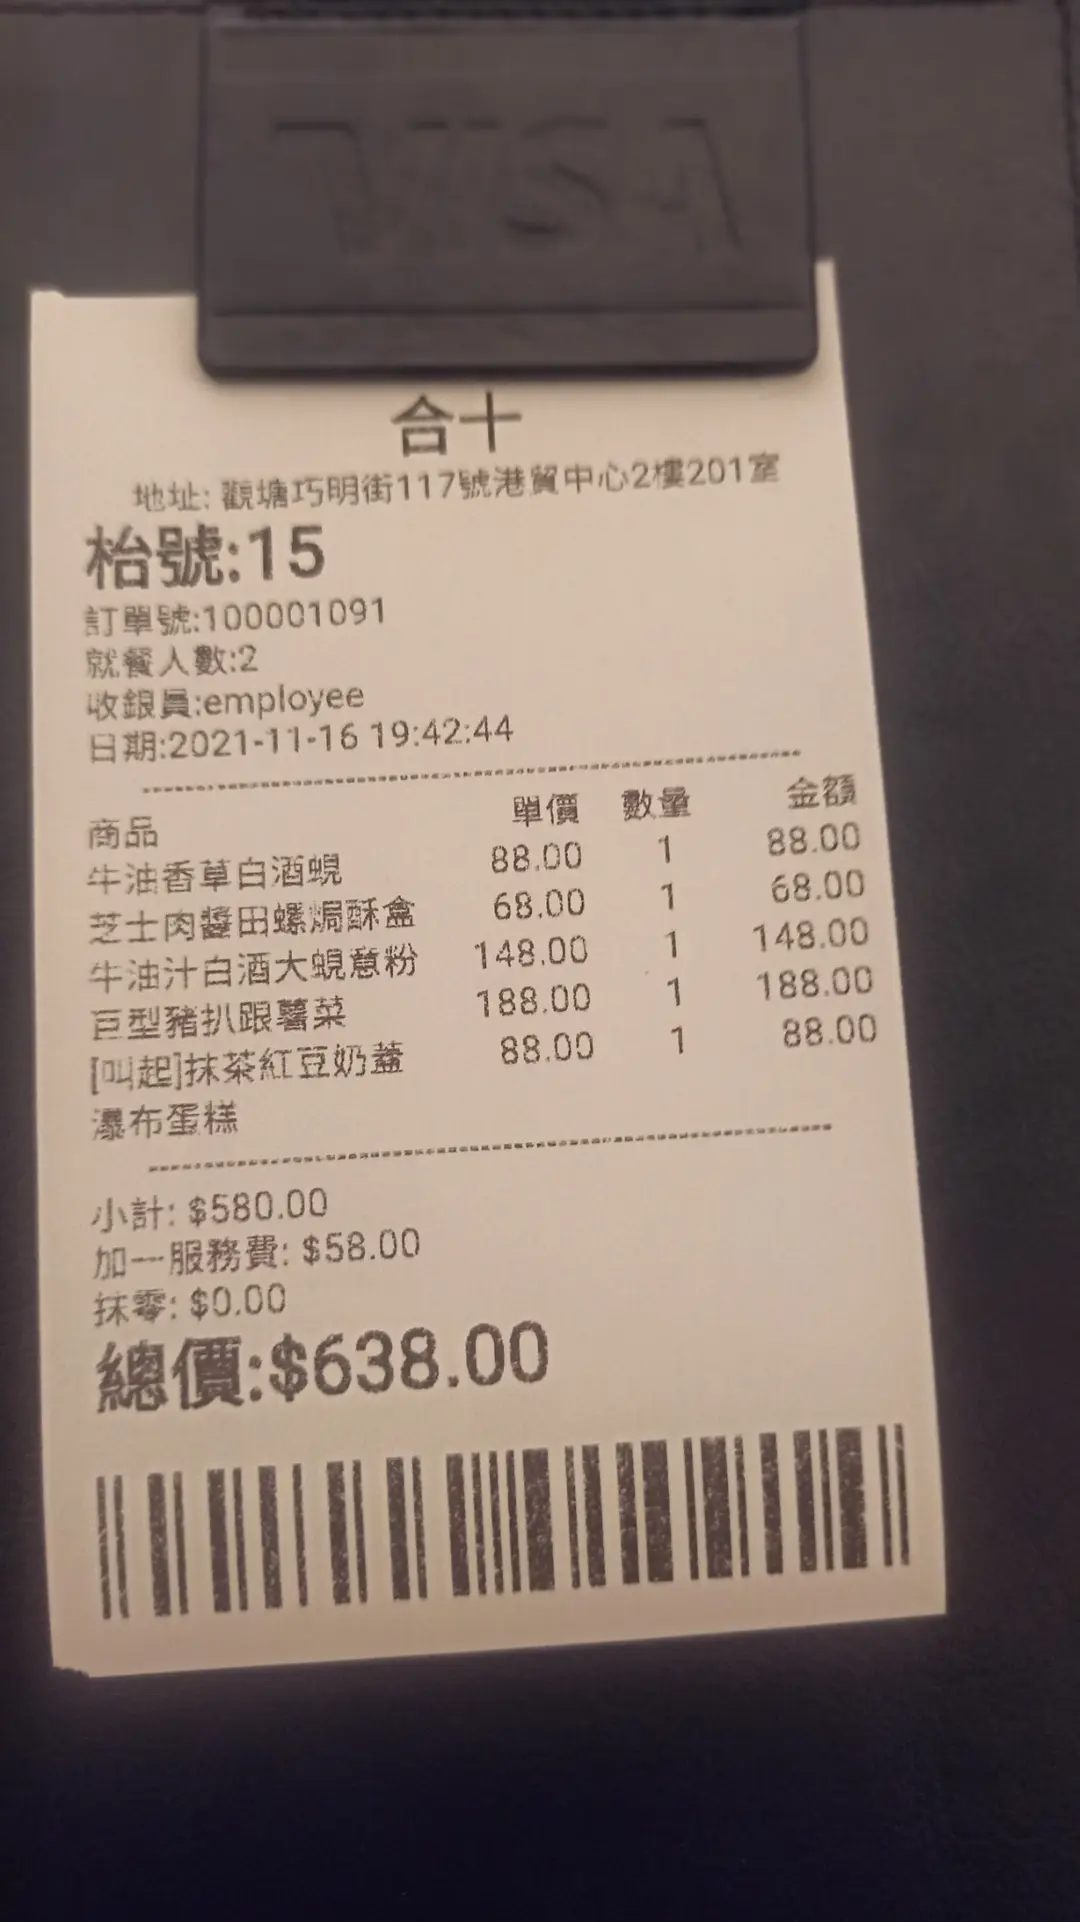 VISA
合十
地址: 觀塘巧明街117號港貿中心2樓201室
枱號:15
訂單號:100001091
就餐人數:2
收銀員:employee
日期:2021-11-16 19:42:44
商品 單價 數量 金額
牛油香草白酒蜆 88.00 1 88.00
芝士肉醬田螺焗酥盒 68.00 1 68.00
牛油汁白酒大蜆意粉 148.00 1 148.00
巨型豬扒跟薯菜 188.00 1 188.00
[叫起]抹茶紅豆奶蓋 88.00 1 88.00
瀑布蛋糕
小計: $580.00
加一服務費: $58.00
抹零: $0.00
總價:$638.00